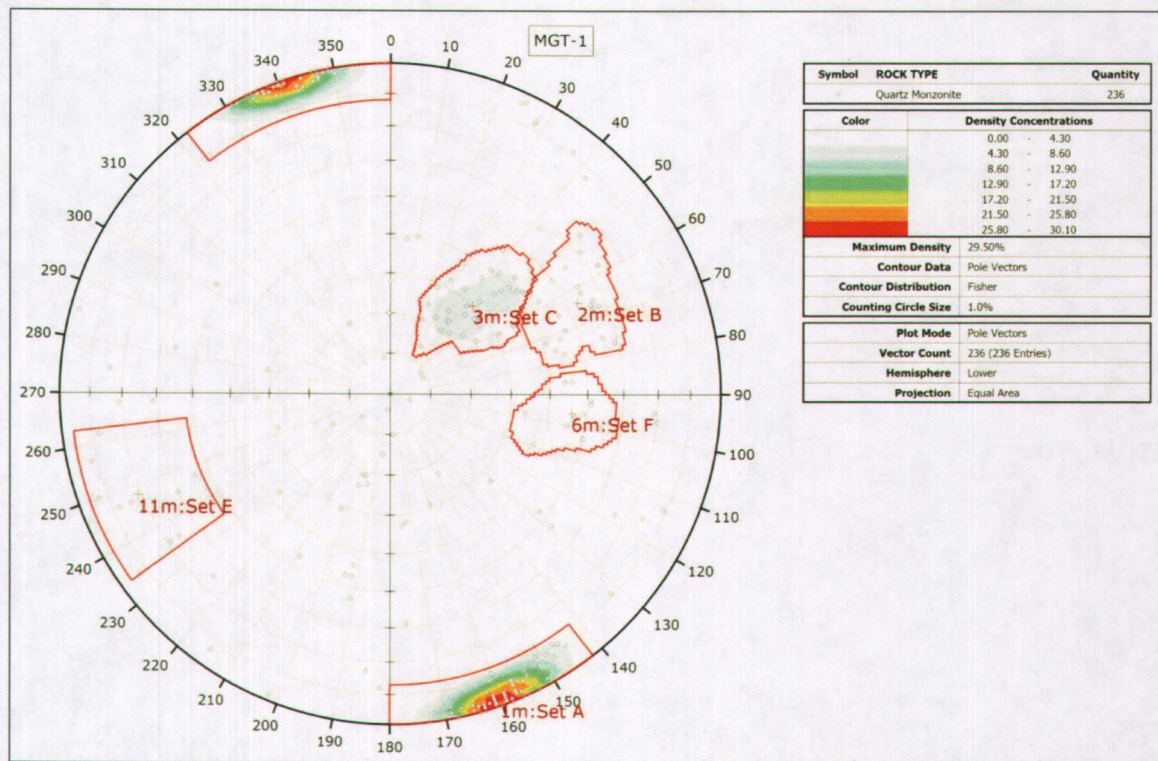 MGT-1
0
10
20
30
40
50
60
70
80
90
100
110
120
130
140
150
160
170
180
190
200
210
220
230
240
250
260
270
280
290
300
310
320
330
340
350
3m:Set C
2m:Set B
6m:Set F
11m:Set E
1m:Set A
Symbol ROCK TYPE Quantity
Quartz Monzonite 236
Color Density Concentrations
0.00 - 4.30
4.30 - 8.60
8.60 - 12.90
12.90 - 17.20
17.20 - 21.50
21.50 - 25.80
25.80 - 30.10
Maximum Density 29.50%
Contour Data Pole Vectors
Contour Distribution Fisher
Counting Circle Size 1.0%
Plot Mode Pole Vectors
Vector Count 236 (236 Entries)
Hemisphere Lower
Projection Equal Area